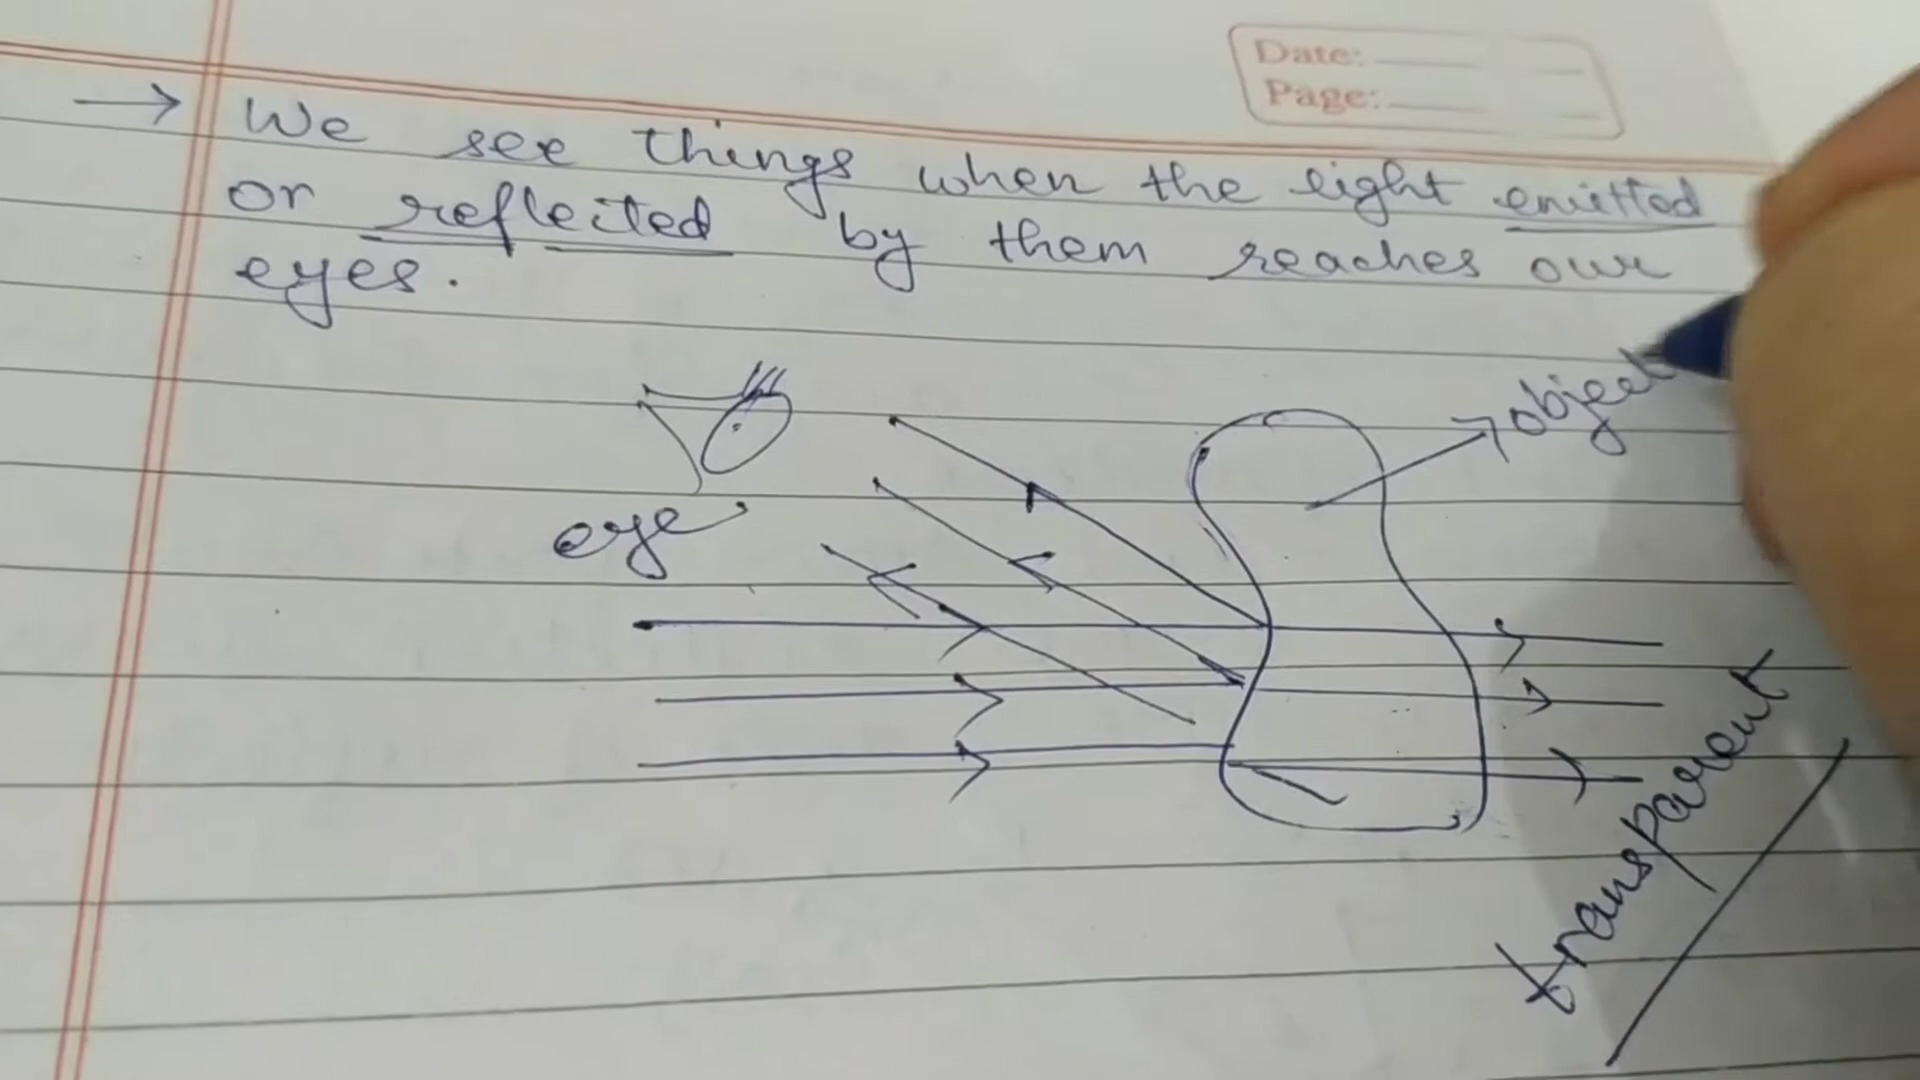 Date:
Page:
→ We see things when the light emitted
or reflected by them reaches our
eyes.
object
eye
transparent